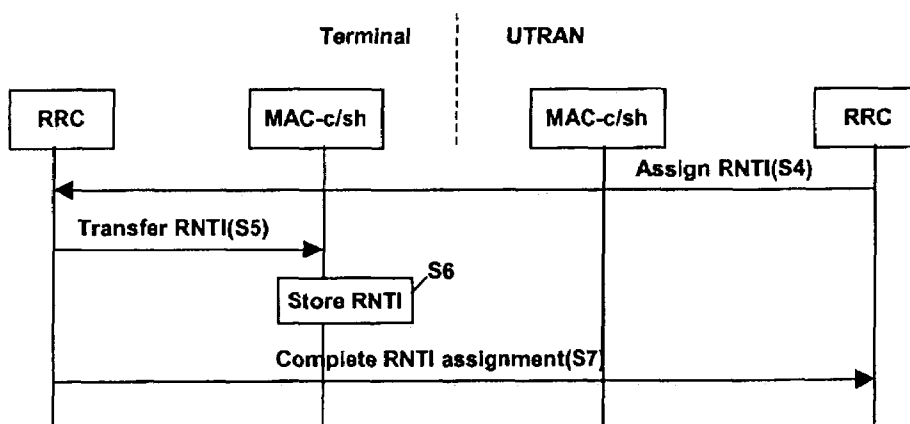 Terminal
UTRAN
RRC
MAC-c/sh
MAC-c/sh
RRC
Assign RNTI(S4)
Transfer RNTI(S5)
S6
Store RNTI
Complete RNTI assignment(S7)